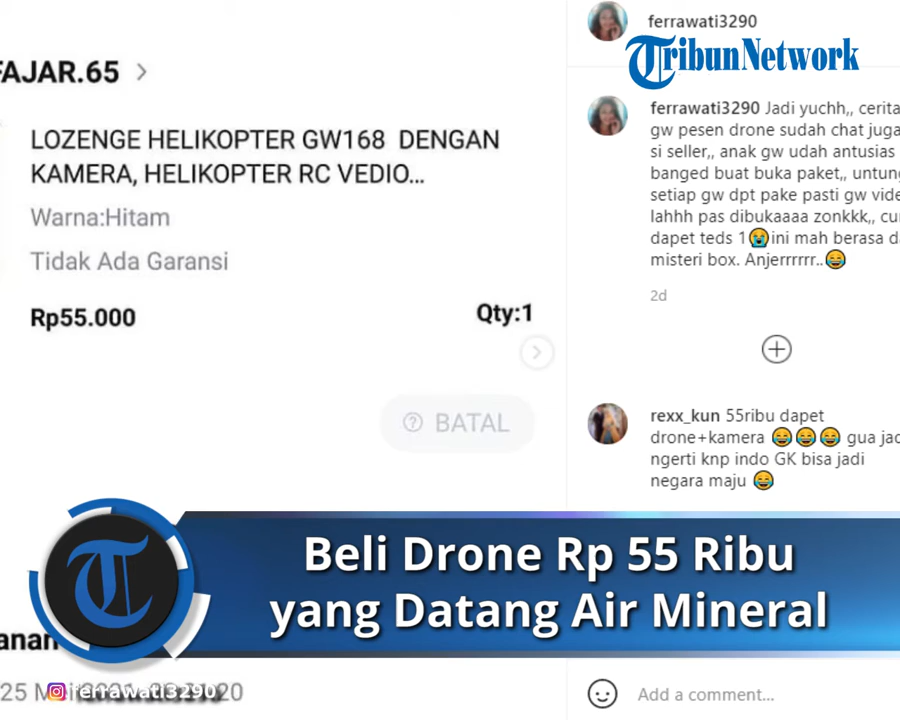 FAJAR.65
LOZENGE HELIKOPTER GW168 DENGAN
KAMERA, HELIKOPTER RC VEDIO...
Warna:Hitam
Tidak Ada Garansi
Rp55.000
Qty:1
BATAL
ferrawati3290
TribunNetwork
ferrawati3290 Jadi yuchh,, cerita
gw pesen drone sudah chat juga
si seller,, anak gw udah antusias
banged buat buka paket,, untung
setiap gw dpt pake pasti gw vide
lahhh pas dibukaaaa zonkkk,, cu
dapet teds 1😭ini mah berasa d
misteri box. Anjerrrrrr..😂
2d
rexx_kun 55ribu dapet
drone+kamera 😂😂😂 gua jad
ngerti knp indo GK bisa jadi
negara maju 😂
T
Beli Drone Rp 55 Ribu
yang Datang Air Mineral
anan
25 M
ferrawati3290
20
Add a comment...